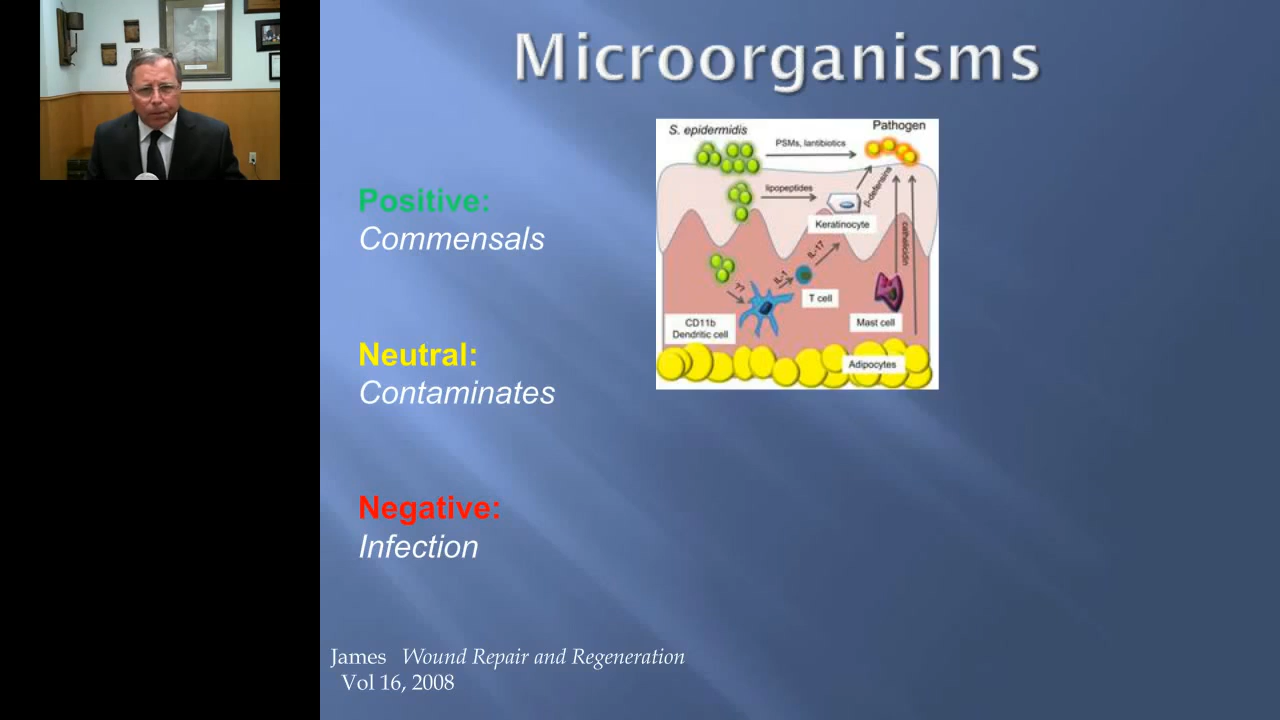 Microorganisms
Positive:
Commensals
Neutral:
Contaminates
Negative:
Infection
S. epidermidis
Pathogen
PSMs, lantibiotics
lipopeptides
β-defensins
Keratinocyte
cathelicidin
IL-17
IL-1
T cell
CD11b
Dendritic cell
Mast cell
Adipocytes
James Wound Repair and Regeneration
Vol 16, 2008